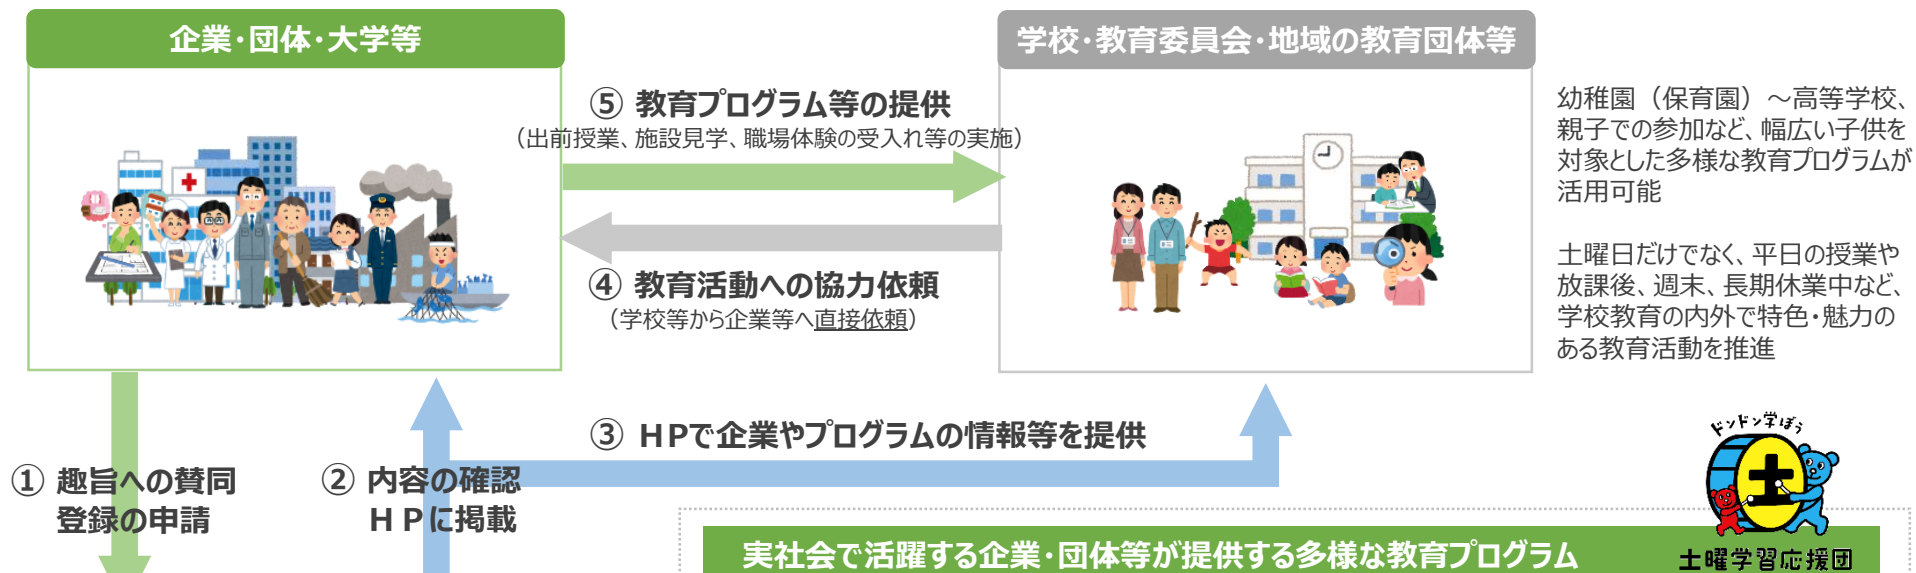 企業・団体・大学等
学校・教育委員会・地域の教育団体等
⑤ 教育プログラム等の提供
（出前授業、施設見学、職場体験の受入れ等の実施）
④ 教育活動への協力依頼
（学校等から企業等へ直接依頼）
幼稚園（保育園）～高等学校、
親子での参加など、幅広い子供を
対象とした多様な教育プログラムが
活用可能
土曜日だけでなく、平日の授業や
放課後、週末、長期休業中など、
学校教育の内外で特色・魅力の
ある教育活動を推進
③ ＨＰで企業やプログラムの情報等を提供
① 趣旨への賛同
登録の申請
② 内容の確認
ＨＰに掲載
ドンドン学ぼう
土
土曜学習応援団
実社会で活躍する企業・団体等が提供する多様な教育プログラム